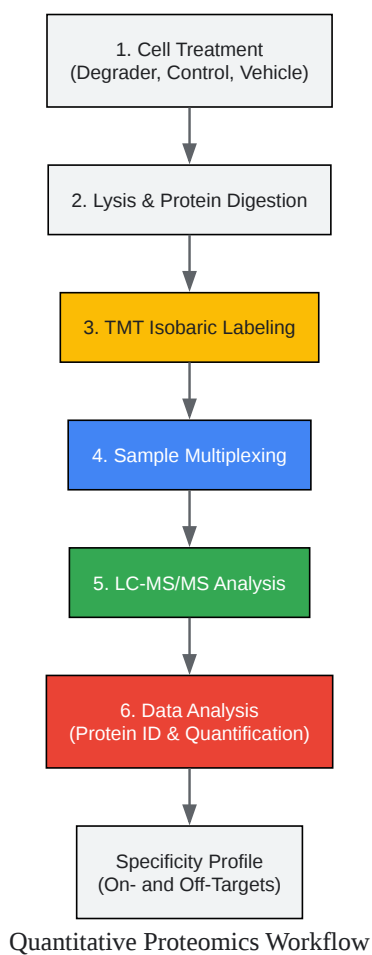 1. Cell Treatment
(Degrader, Control, Vehicle)
2. Lysis & Protein Digestion
3. TMT Isobaric Labeling
4. Sample Multiplexing
5. LC-MS/MS Analysis
6. Data Analysis
(Protein ID & Quantification)
Specificity Profile
(On- and Off-Targets)
Quantitative Proteomics Workflow